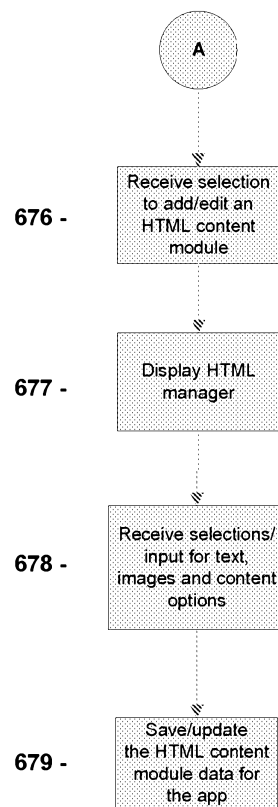 A
676 -
Receive selection
to add/edit an
HTML content
module
677 -
Display HTML
manager
678 -
Receive selections/
input for text,
images and content
options
679 -
Save/update
the HTML content
module data for
the app